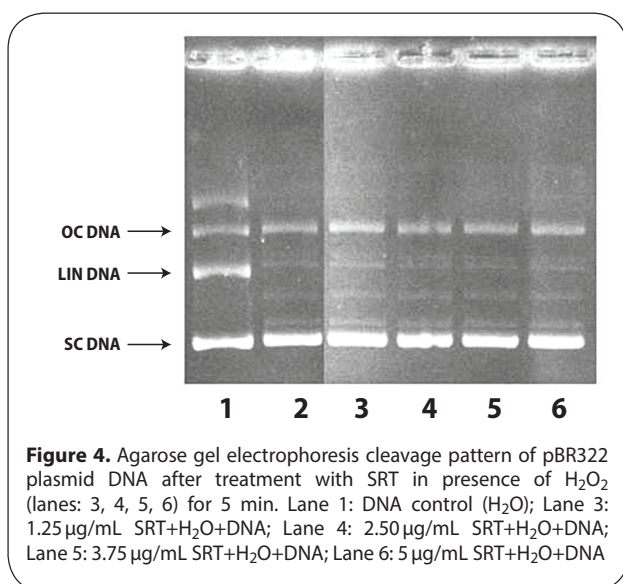 OC DNA
LIN DNA
SC DNA
1 2 3 4 5 6
Figure 4. Agarose gel electrophoresis cleavage pattern of pBR322
plasmid DNA after treatment with SRT in presence of H₂O₂
(lanes: 3, 4, 5, 6) for 5 min. Lane 1: DNA control (H₂O); Lane 3:
1.25 µg/mL SRT+H₂O+DNA; Lane 4: 2.50 µg/mL SRT+H₂O+DNA;
Lane 5: 3.75 µg/mL SRT+H₂O+DNA; Lane 6: 5 µg/mL SRT+H₂O+DNA